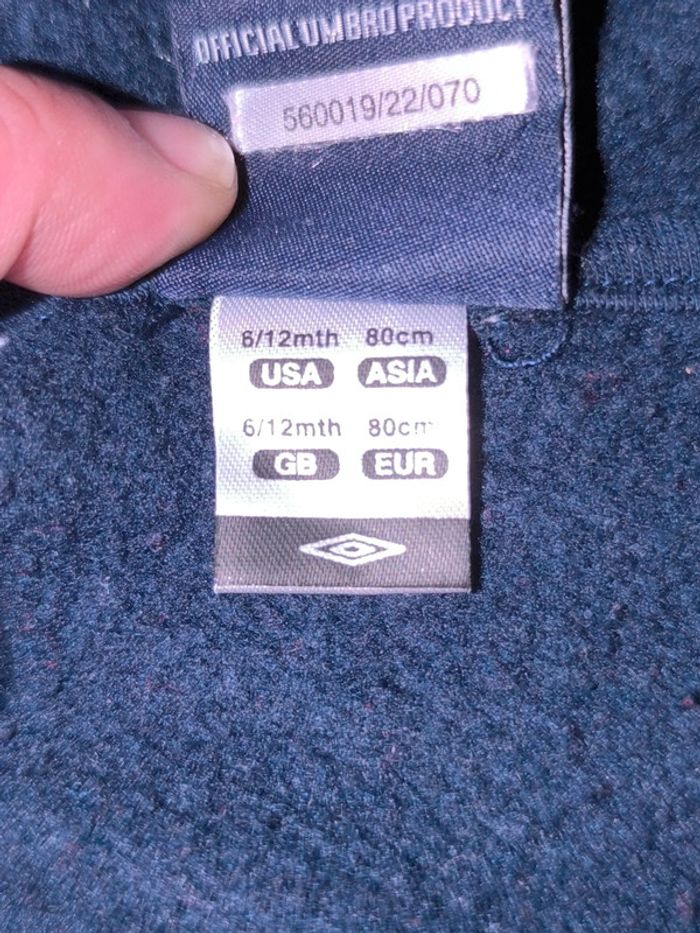 OFFICIAL UMBRO PRODUCT
560019/22/070
6/12mth 80cm
USA ASIA
6/12mth 80cm
GB EUR